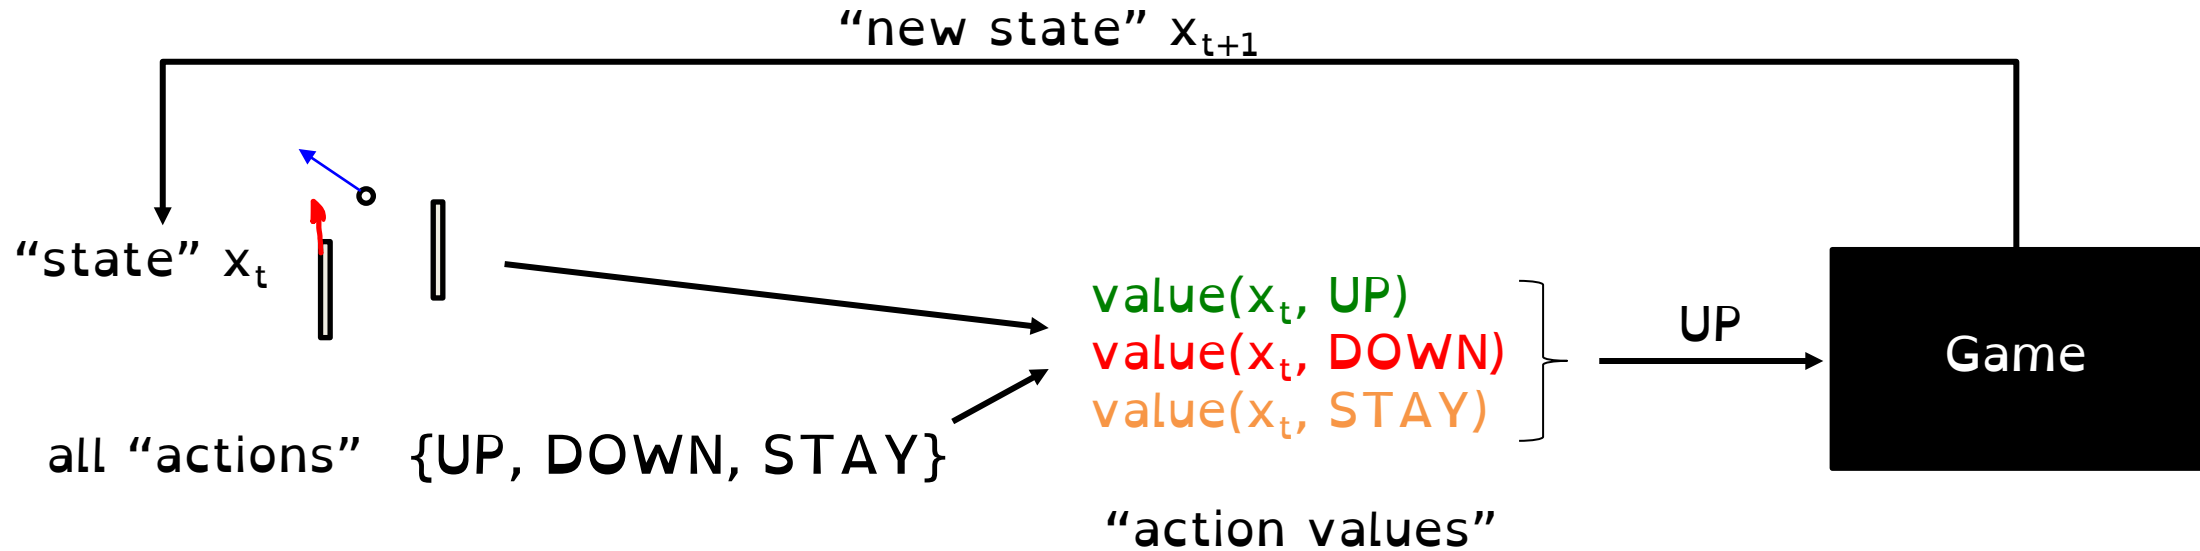 “new state” xt+1
“state” xt
value(xt, UP)
value(xt, DOWN)
value(xt, STAY)
UP
Game
all “actions” {UP, DOWN, STAY}
“action values”